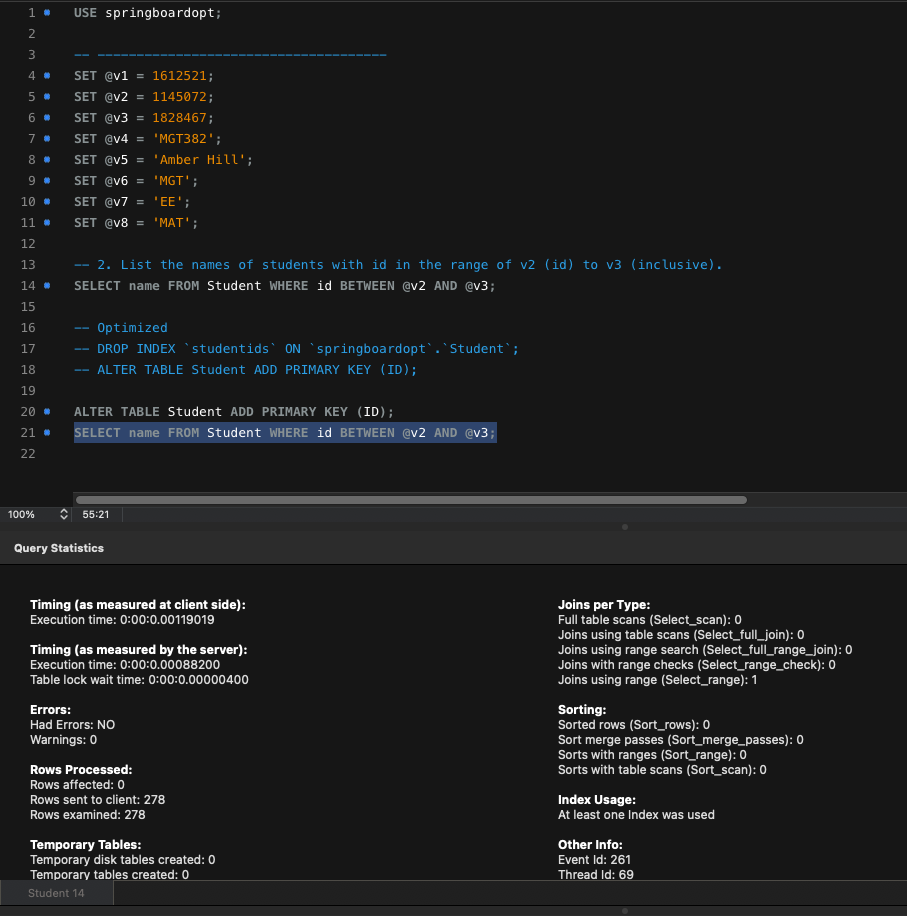 1 USE springboardopt;
2
3 -- -------------------------------------
4 SET @v1 = 1612521;
5 SET @v2 = 1145072;
6 SET @v3 = 1828467;
7 SET @v4 = 'MGT382';
8 SET @v5 = 'Amber Hill';
9 SET @v6 = 'MGT';
10 SET @v7 = 'EE';
11 SET @v8 = 'MAT';
12
13 -- 2. List the names of students with id in the range of v2 (id) to v3 (inclusive).
14 SELECT name FROM Student WHERE id BETWEEN @v2 AND @v3;
15
16 -- Optimized
17 -- DROP INDEX `studentids` ON `springboardopt`.`Student`;
18 -- ALTER TABLE Student ADD PRIMARY KEY (ID);
19
20 ALTER TABLE Student ADD PRIMARY KEY (ID);
21 SELECT name FROM Student WHERE id BETWEEN @v2 AND @v3;
22
100% 55:21
Query Statistics
Timing (as measured at client side):
Execution time: 0:00:0.00119019
Timing (as measured by the server):
Execution time: 0:00:0.00088200
Table lock wait time: 0:00:0.00000400
Errors:
Had Errors: NO
Warnings: 0
Rows Processed:
Rows affected: 0
Rows sent to client: 278
Rows examined: 278
Temporary Tables:
Temporary disk tables created: 0
Temporary tables created: 0
Joins per Type:
Full table scans (Select_scan): 0
Joins using table scans (Select_full_join): 0
Joins using range search (Select_full_range_join): 0
Joins with range checks (Select_range_check): 0
Joins using range (Select_range): 1
Sorting:
Sorted rows (Sort_rows): 0
Sort merge passes (Sort_merge_passes): 0
Sorts with ranges (Sort_range): 0
Sorts with table scans (Sort_scan): 0
Index Usage:
At least one Index was used
Other Info:
Event Id: 261
Thread Id: 69
Student 14